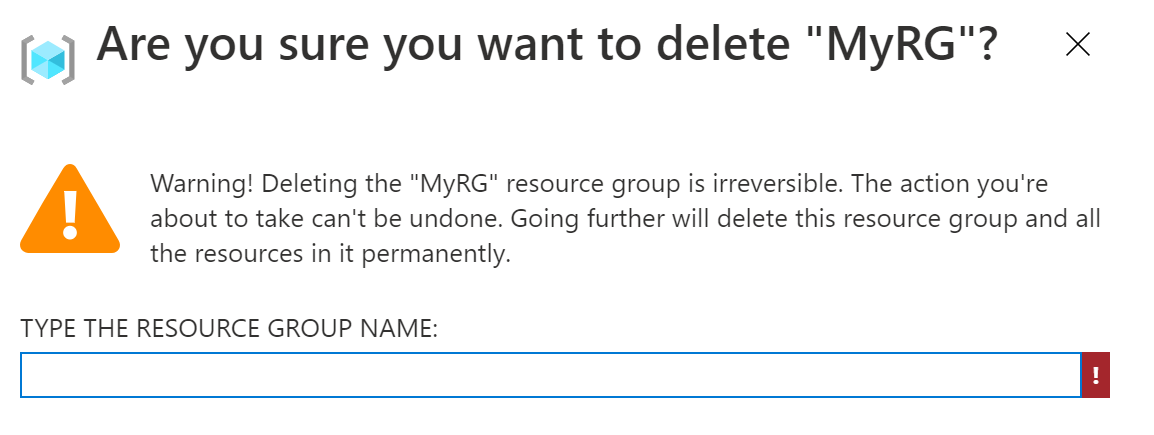 Are you sure you want to delete "MyRG"?
Warning! Deleting the "MyRG" resource group is irreversible. The action you're
about to take can't be undone. Going further will delete this resource group and all
the resources in it permanently.
TYPE THE RESOURCE GROUP NAME:
!